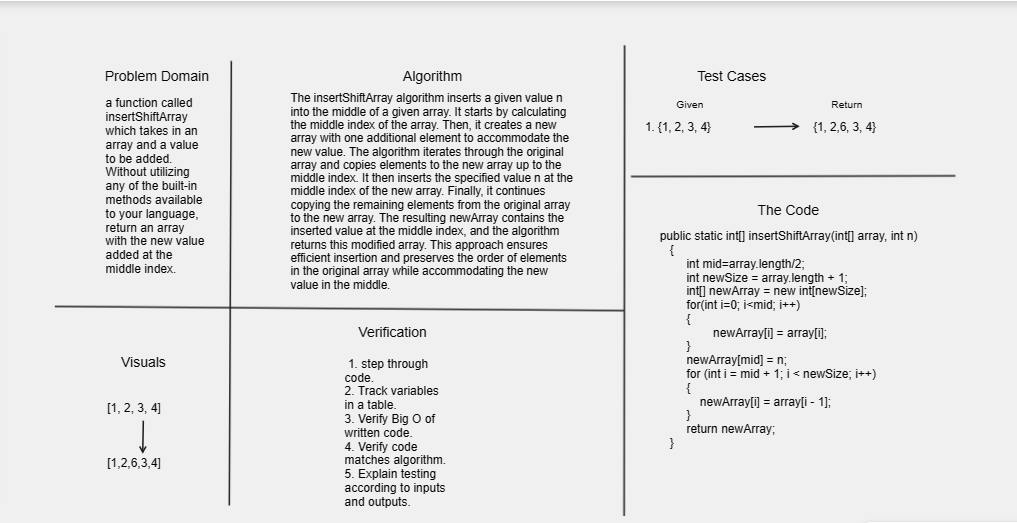 Problem Domain
a function called
insertShiftArray
which takes in an
array and a value
to be added.
Without utilizing
any of the built-in
methods available
to your language,
return an array
with the new value
added at the
middle index.
Algorithm
The insertShiftArray algorithm inserts a given value n
into the middle of a given array. It starts by calculating
the middle index of the array. Then, it creates a new
array with one additional element to accommodate the
new value. The algorithm iterates through the original
array and copies elements to the new array up to the
middle index. It then inserts the specified value n at the
middle index of the new array. Finally, it continues
copying the remaining elements from the original array
to the new array. The resulting newArray contains the
inserted value at the middle index, and the algorithm
returns this modified array. This approach ensures
efficient insertion and preserves the order of elements
in the original array while accommodating the new
value in the middle.
Test Cases
Given Return
1. {1, 2, 3, 4} {1, 2,6, 3, 4}
Visuals
[1, 2, 3, 4]
[1,2,6,3,4]
Verification
1. step through
code.
2. Track variables
in a table.
3. Verify Big O of
written code.
4. Verify code
matches algorithm.
5. Explain testing
according to inputs
and outputs.
The Code
public static int[] insertShiftArray(int[] array, int n)
{
int mid=array.length/2;
int newSize = array.length + 1;
int[] newArray = new int[newSize];
for(int i=0; i<mid; i++)
{
newArray[i] = array[i];
}
newArray[mid] = n;
for (int i = mid + 1; i < newSize; i++)
{
newArray[i] = array[i - 1];
}
return newArray;
}